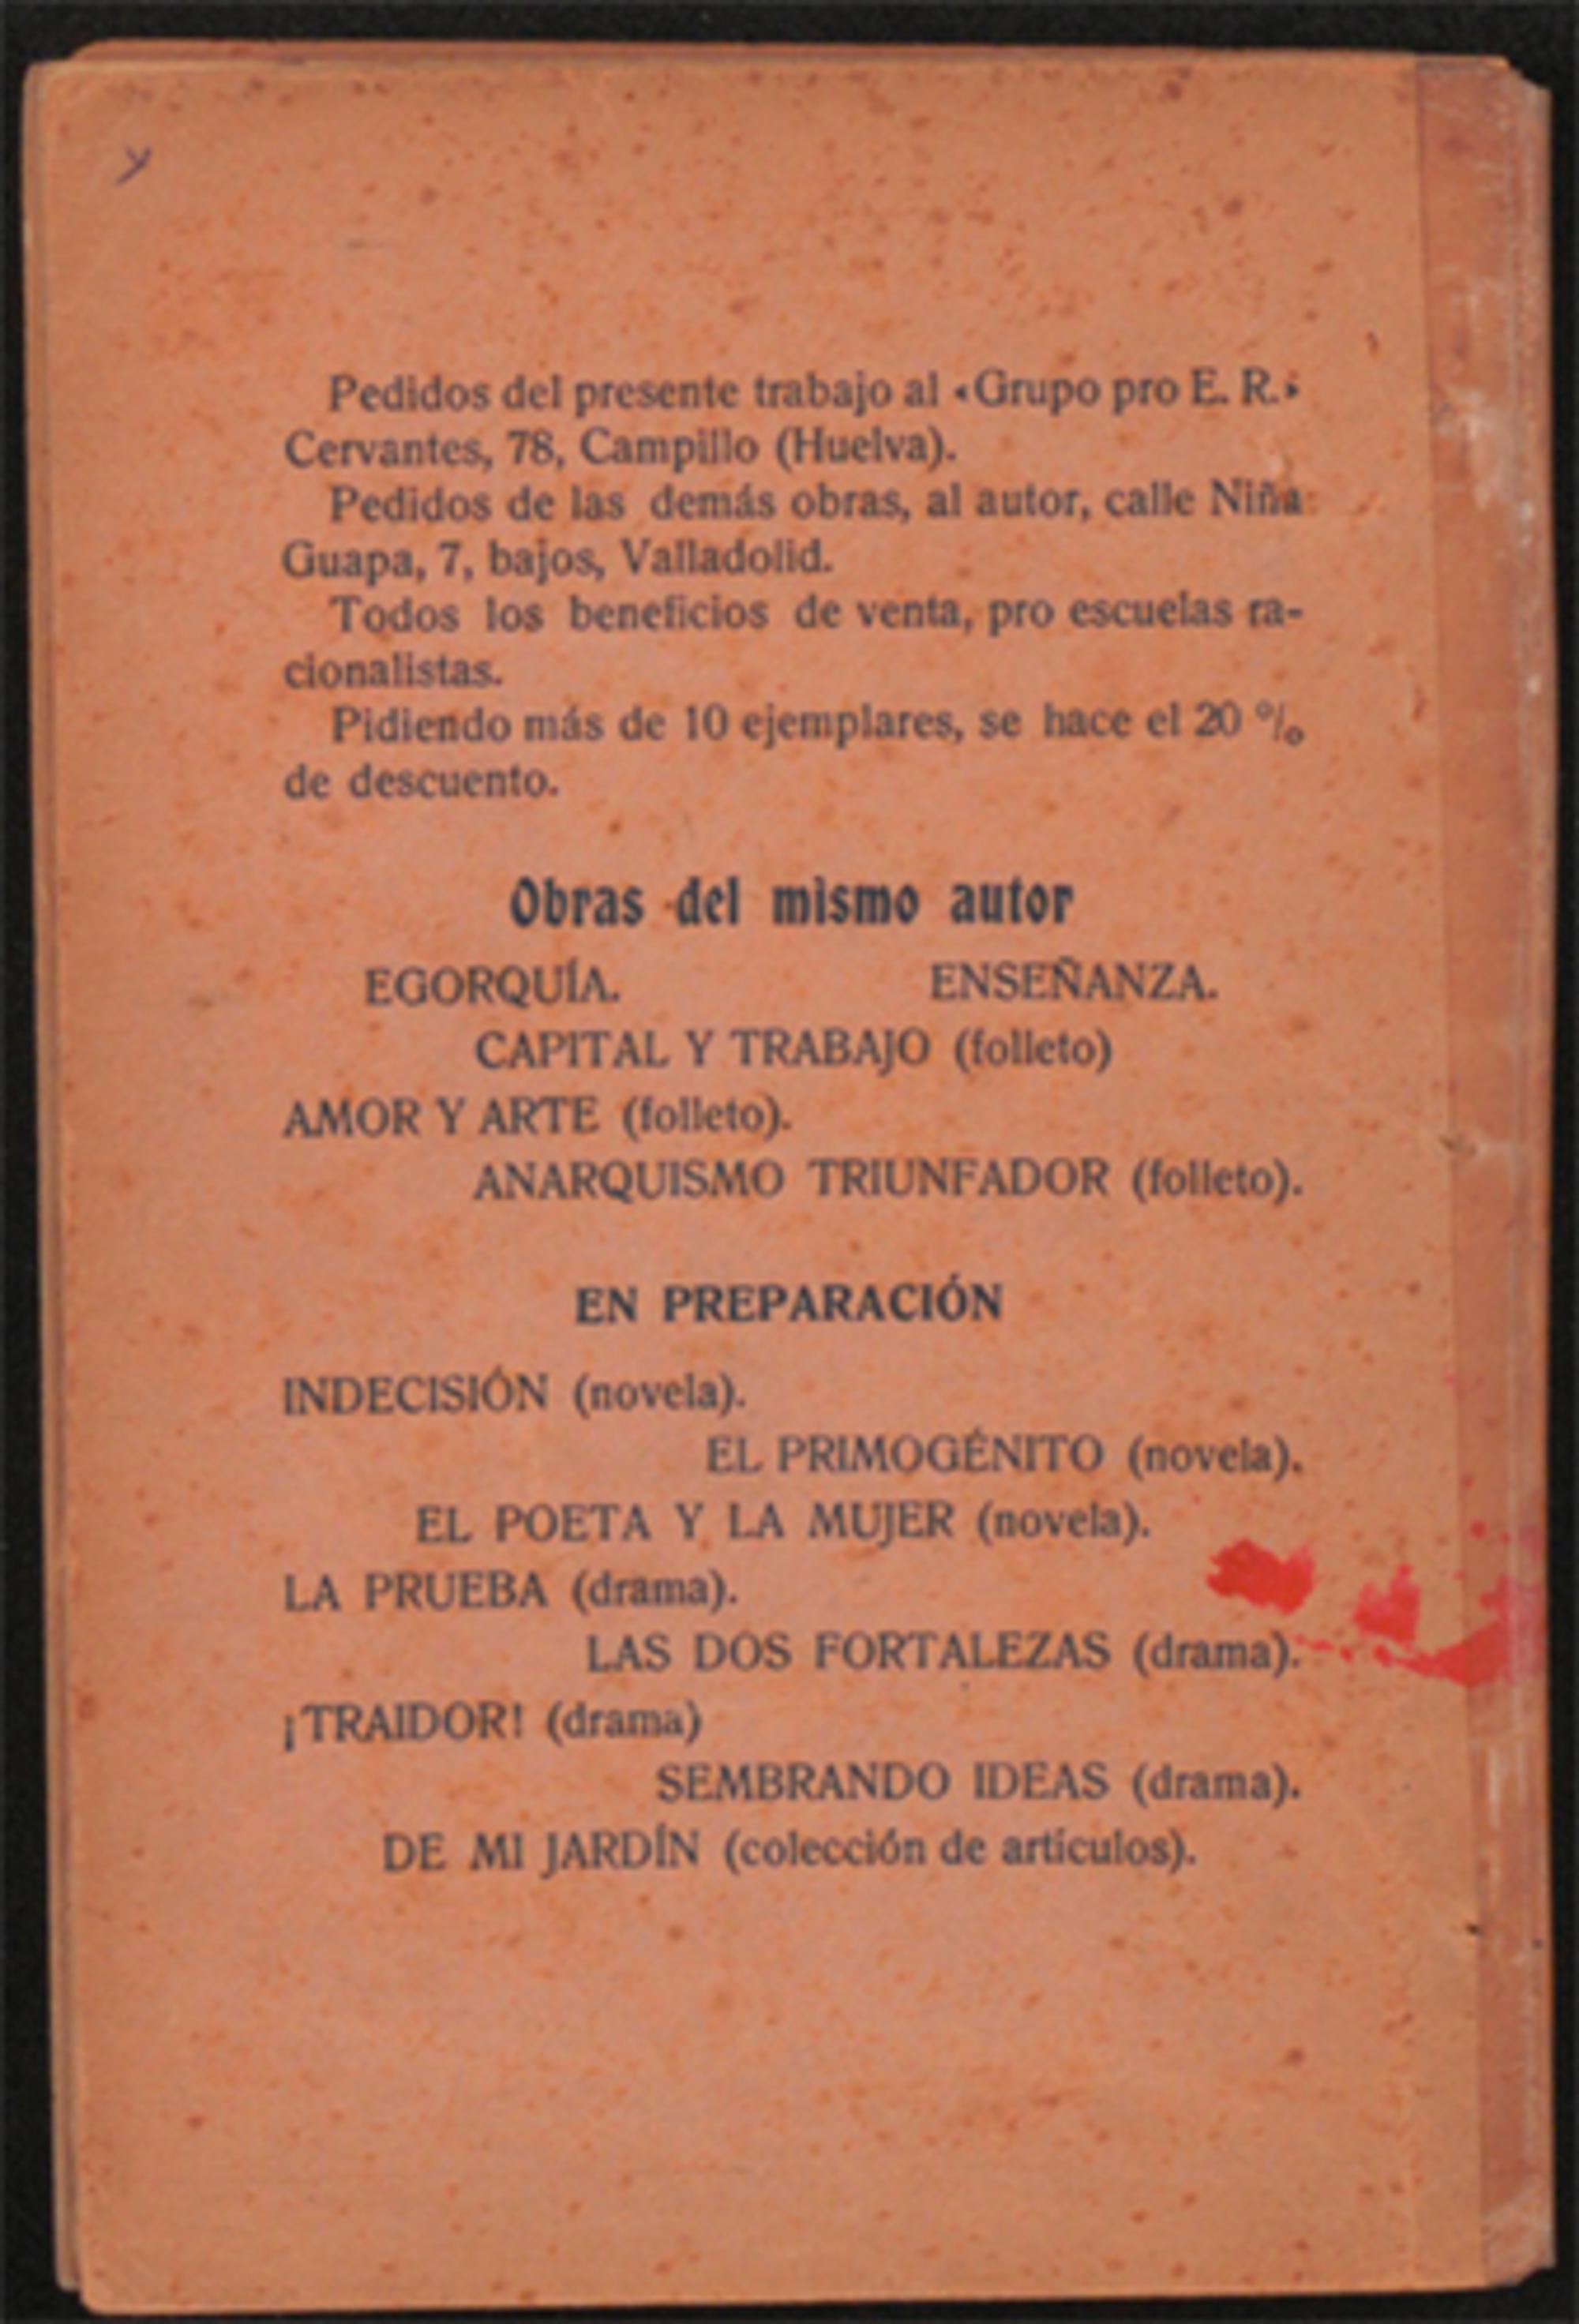 Pedidos del presente trabajo al «Grupo pro E. R.»
Cervantes, 78, Campillo (Huelva).
Pedidos de las demás obras, al autor, calle Niña
Guapa, 7, bajos, Valladolid.
Todos los beneficios de venta, pro escuelas ra-
cionalistas.
Pidiendo más de 10 ejemplares, se hace el 20 %
de descuento.
Obras del mismo autor
EGORQUÍA. ENSEÑANZA.
CAPITAL Y TRABAJO (folleto)
AMOR Y ARTE (folleto).
ANARQUISMO TRIUNFADOR (folleto).
EN PREPARACIÓN
INDECISIÓN (novela).
EL PRIMOGÉNITO (novela).
EL POETA Y LA MUJER (novela).
LA PRUEBA (drama).
LAS DOS FORTALEZAS (drama).
¡TRAIDOR! (drama)
SEMBRANDO IDEAS (drama).
DE MI JARDÍN (colección de artículos).